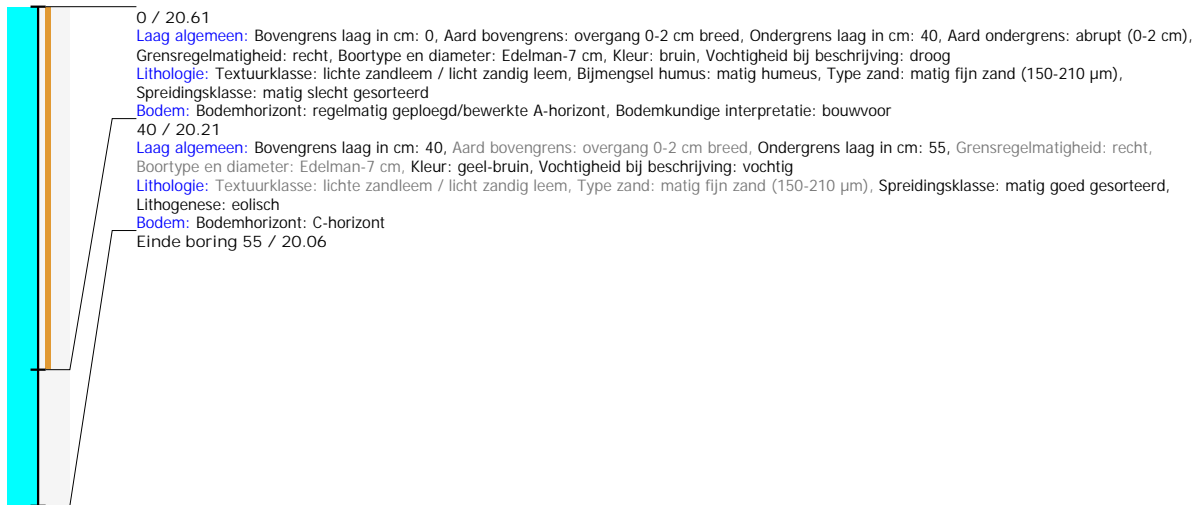 0 / 20.61
Laag algemeen: Bovengrens laag in cm: 0, Aard bovengrens: overgang 0-2 cm breed, Ondergrens laag in cm: 40, Aard ondergrens: abrupt (0-2 cm),
Grensregelmatigheid: recht, Boortype en diameter: Edelman-7 cm, Kleur: bruin, Vochtigheid bij beschrijving: droog
Lithologie: Textuurklasse: lichte zandleem / licht zandig leem, Bijmengsel humus: matig humeus, Type zand: matig fijn zand (150-210 µm),
Spreidingsklasse: matig slecht gesorteerd
Bodem: Bodemhorizont: regelmatig geploegd/bewerkte A-horizont, Bodemkundige interpretatie: bouwvoor
40 / 20.21
Laag algemeen: Bovengrens laag in cm: 40, Aard bovengrens: overgang 0-2 cm breed, Ondergrens laag in cm: 55, Grensregelmatigheid: recht,
Boortype en diameter: Edelman-7 cm, Kleur: geel-bruin, Vochtigheid bij beschrijving: vochtig
Lithologie: Textuurklasse: lichte zandleem / licht zandig leem, Type zand: matig fijn zand (150-210 µm), Spreidingsklasse: matig goed gesorteerd,
Lithogenese: eolisch
Bodem: Bodemhorizont: C-horizont
Einde boring 55 / 20.06